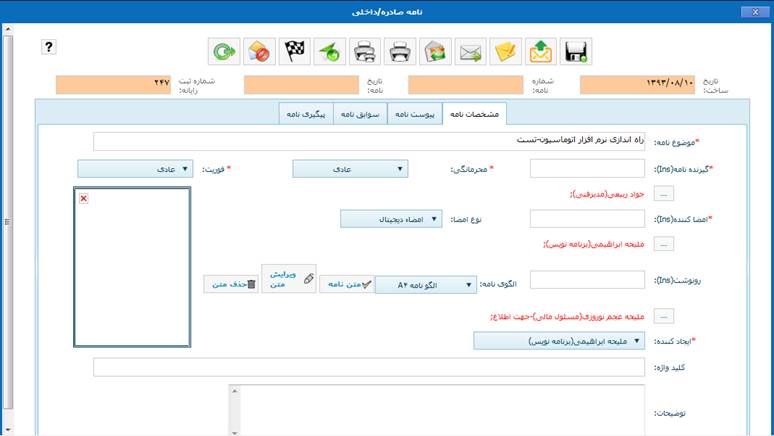 نامه صادره/داخلی
x
?
تاریخ ساخت: ۱۳۹۳/۰۸/۱۰ شماره نامه: تاریخ نامه: شماره ثبت رایانه: ۲۴۷
مشخصات نامه پیوست نامه سوابق نامه پیگیری نامه
*موضوع نامه: راه اندازی نرم افزار اتوماسیون-تست
*گیرنده نامه(Ins): * محرمانگی: عادی * فوریت: عادی
... جواد ربیعی(مدیرفنی);
*امضا کننده(Ins): نوع امضا: امضاء دیجیتال
... ملیحه ابراهیمی(برنامه نویس);
رونوشت(Ins): الگوی نامه: الگو نامه A۴ متن نامه ویرایش متن حذف متن
... ملیحه عجم نوروزی(مسئول مالی)-جهت اطلاع;
*ایجاد کننده: ملیحه ابراهیمی(برنامه نویس)
کلید واژه:
توضیحات: